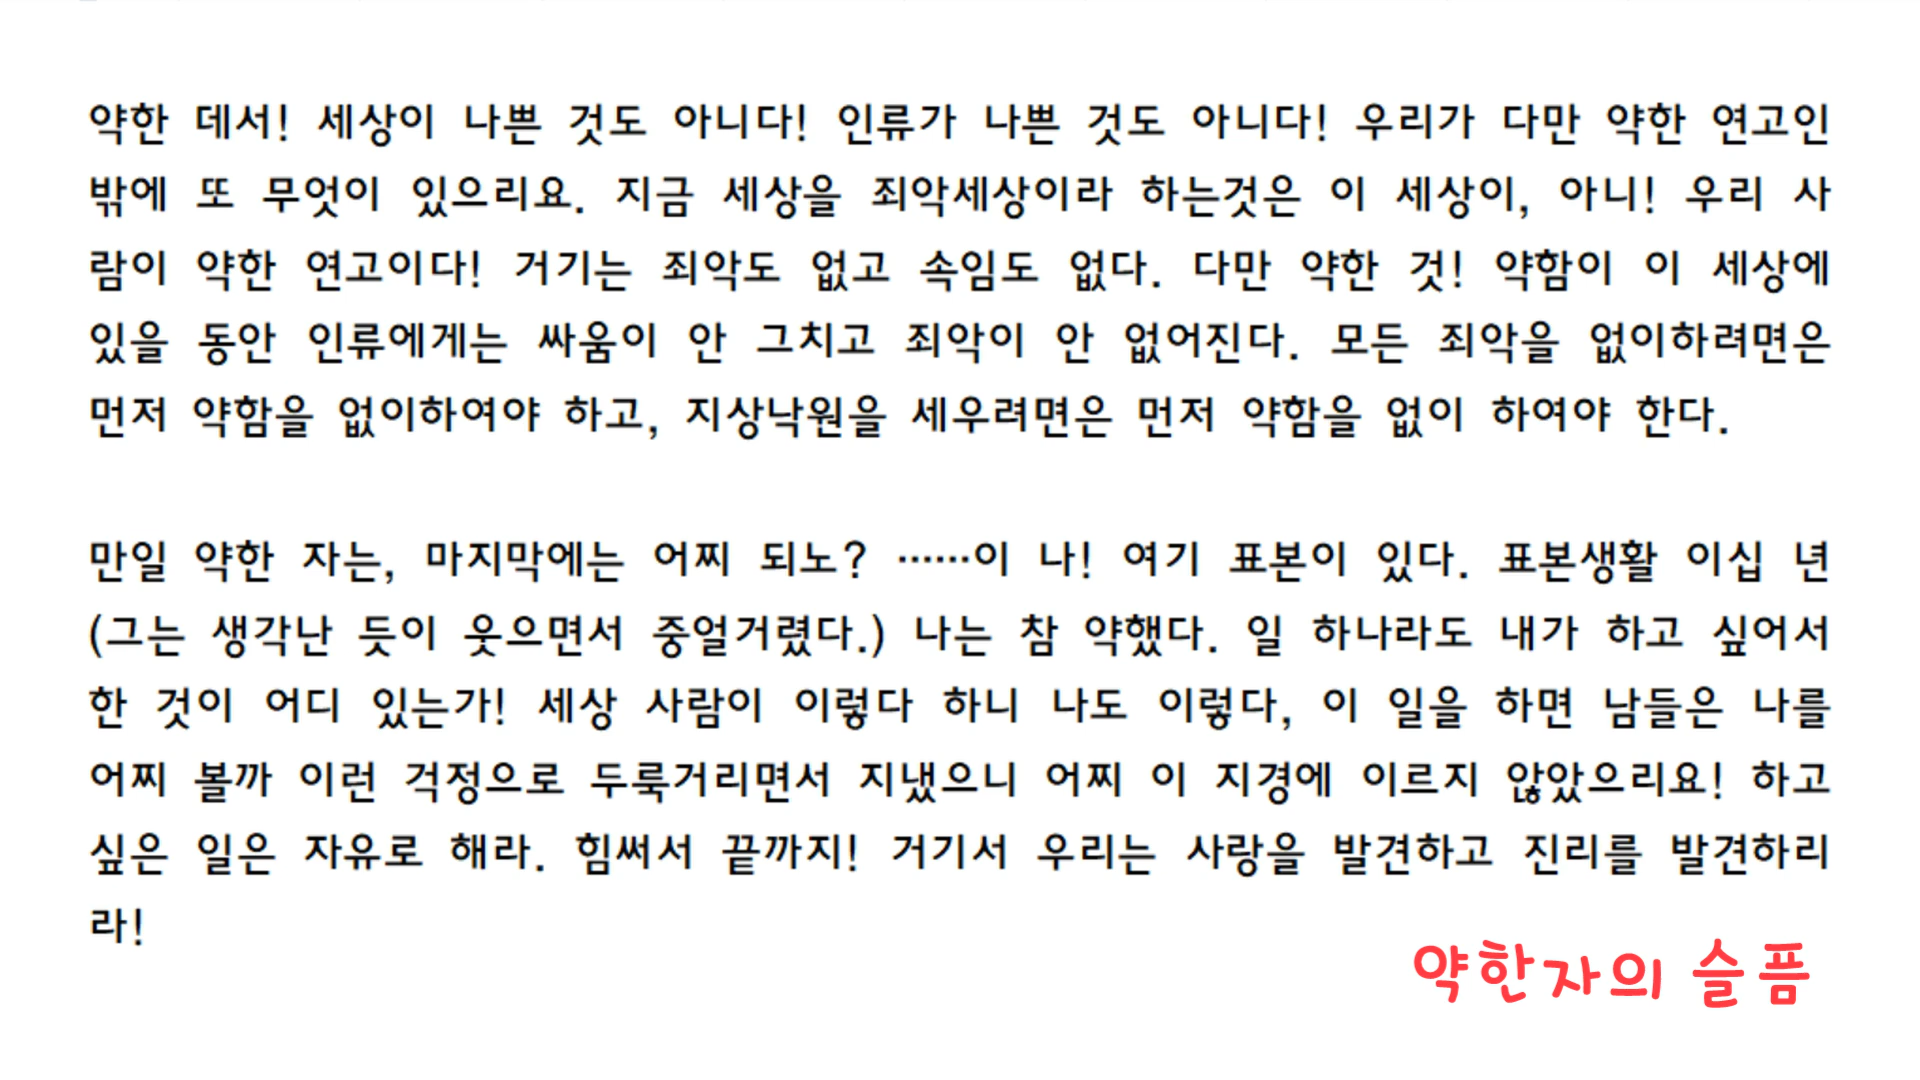 약한 데서! 세상이 나쁜 것도 아니다! 인류가 나쁜 것도 아니다! 우리가 다만 약한 연고인
밖에 또 무엇이 있으리요. 지금 세상을 죄악세상이라 하는것은 이 세상이, 아니! 우리 사
람이 약한 연고이다! 거기는 죄악도 없고 속임도 없다. 다만 약한 것! 약함이 이 세상에
있을 동안 인류에게는 싸움이 안 그치고 죄악이 안 없어진다. 모든 죄악을 없이하려면은
먼저 약함을 없이하여야 하고, 지상낙원을 세우려면은 먼저 약함을 없이 하여야 한다.
만일 약한 자는, 마지막에는 어찌 되노? ……이 나! 여기 표본이 있다. 표본생활 이십 년
(그는 생각난 듯이 웃으면서 중얼거렸다.) 나는 참 약했다. 일 하나라도 내가 하고 싶어서
한 것이 어디 있는가! 세상 사람이 이렇다 하니 나도 이렇다, 이 일을 하면 남들은 나를
어찌 볼까 이런 걱정으로 두룩거리면서 지냈으니 어찌 이 지경에 이르지 않았으리요! 하고
싶은 일은 자유로 해라. 힘써서 끝까지! 거기서 우리는 사랑을 발견하고 진리를 발견하리
라!
약한자의 슬픔